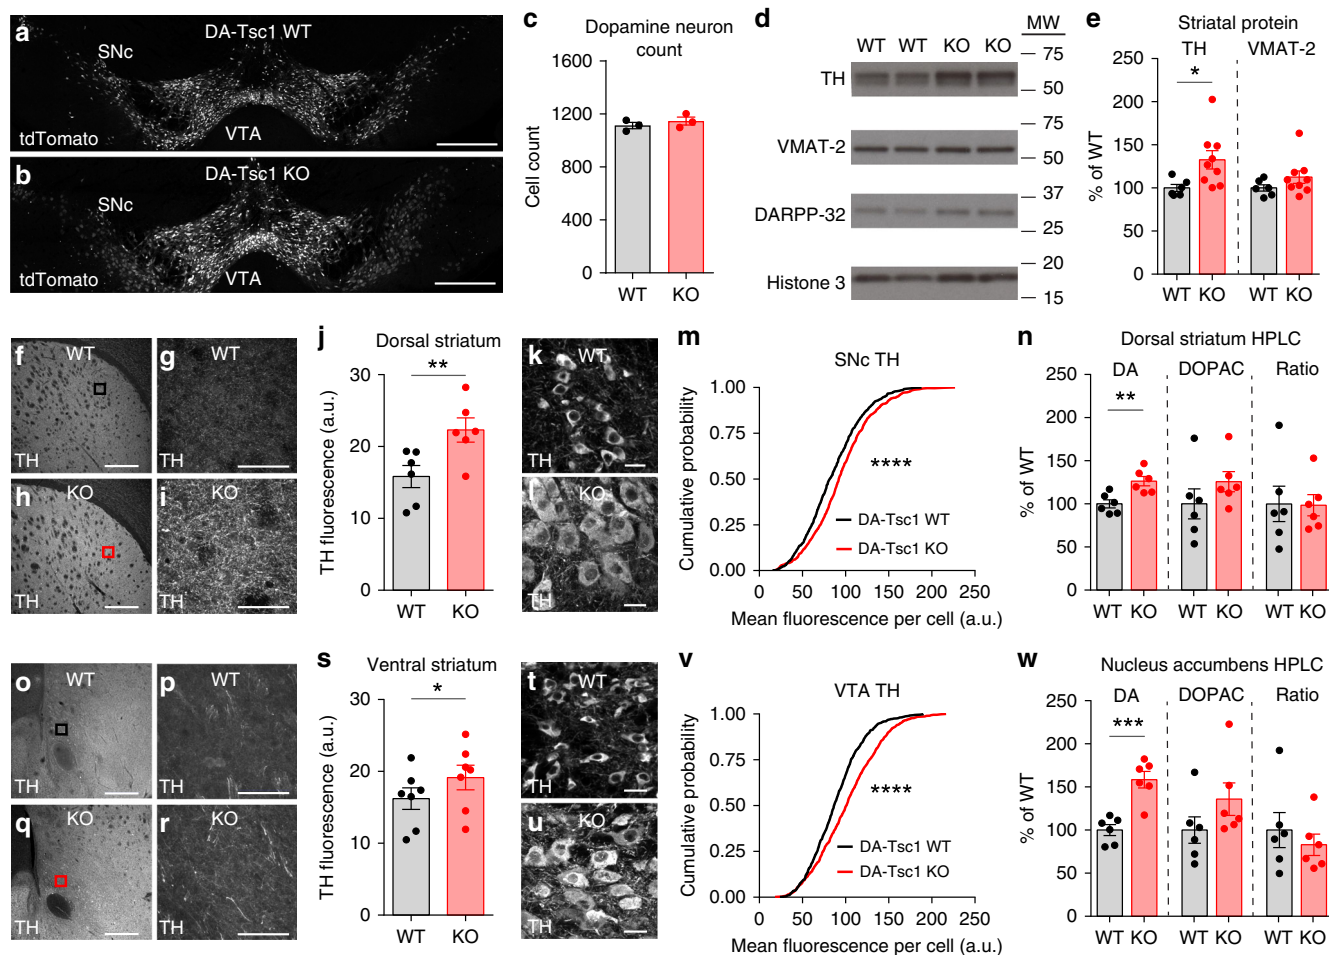 a
DA-Tsc1 WT
SNc
VTA
tdTomato
b
DA-Tsc1 KO
SNc
VTA
tdTomato
c
Dopamine neuron
count
1600
1200
800
400
0
Cell count
WT KO
d
MW
WT WT KO KO
TH
VMAT-2
DARPP-32
Histone 3
75
50
75
50
37
25
20
15
e
Striatal protein
TH VMAT-2
*
250
200
150
100
50
0
% of WT
WT KO WT KO
f
WT
TH
g
WT
h
KO
TH
i
KO
TH
j
Dorsal striatum
**
30
20
10
0
TH fluorescence (a.u.)
WT KO
k
WT
TH
l
KO
TH
m
SNc TH
1.00
0.75
0.50
0.25
0.00
Cumulative probability
****
DA-Tsc1 WT
DA-Tsc1 KO
0 50 100 150 200 250
Mean fluorescence per cell (a.u.)
n
Dorsal striatum HPLC
DA DOPAC Ratio
**
250
200
150
100
50
0
% of WT
WT KO WT KO WT KO
o
WT
TH
p
WT
TH
q
KO
TH
r
KO
TH
s
Ventral striatum
*
30
20
10
0
TH fluorescence (a.u.)
WT KO
t
WT
TH
u
KO
TH
v
VTA TH
1.00
0.75
0.50
0.25
0.00
Cumulative probability
****
DA-Tsc1 WT
DA-Tsc1 KO
0 50 100 150 200 250
Mean fluorescence per cell (a.u.)
w
Nucleus accumbens HPLC
DA DOPAC Ratio
***
250
200
150
100
50
0
% of WT
WT KO WT KO WT KO